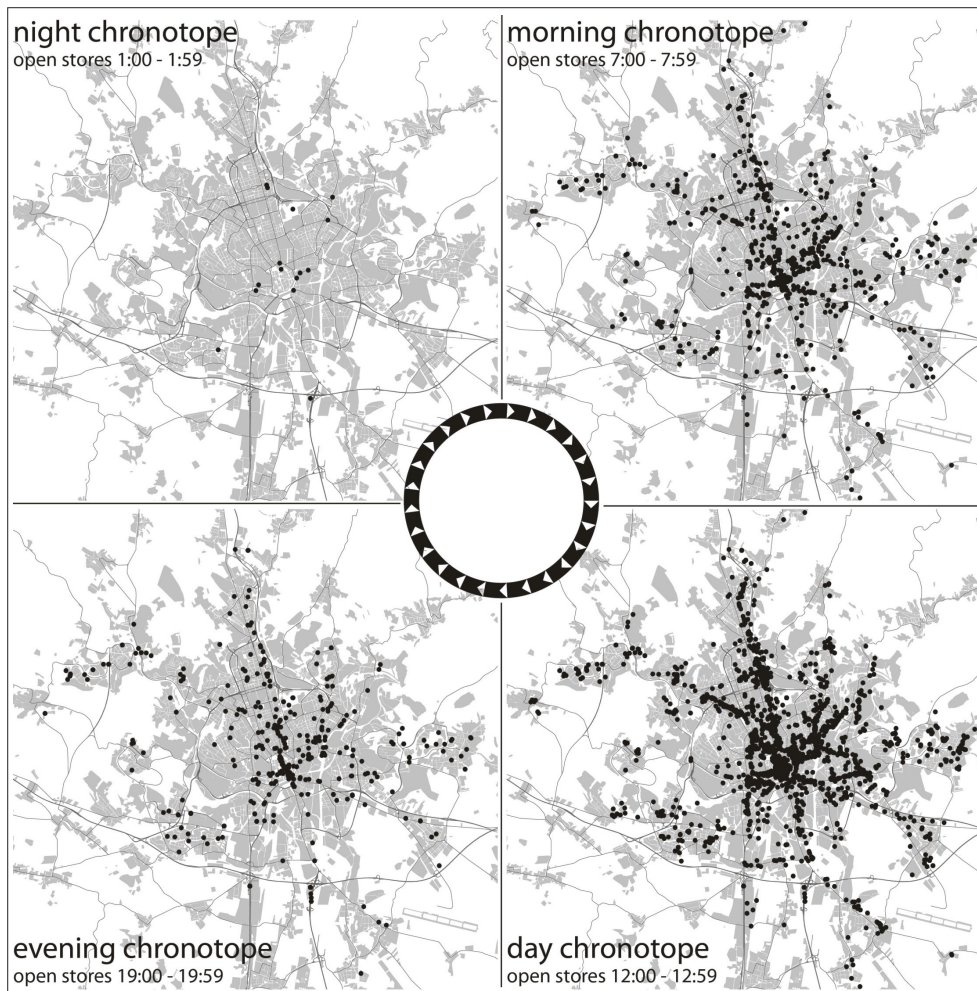 night chronotope
open stores 1:00 - 1:59
morning chronotope
open stores 7:00 - 7:59
evening chronotope
open stores 19:00 - 19:59
day chronotope
open stores 12:00 - 12:59